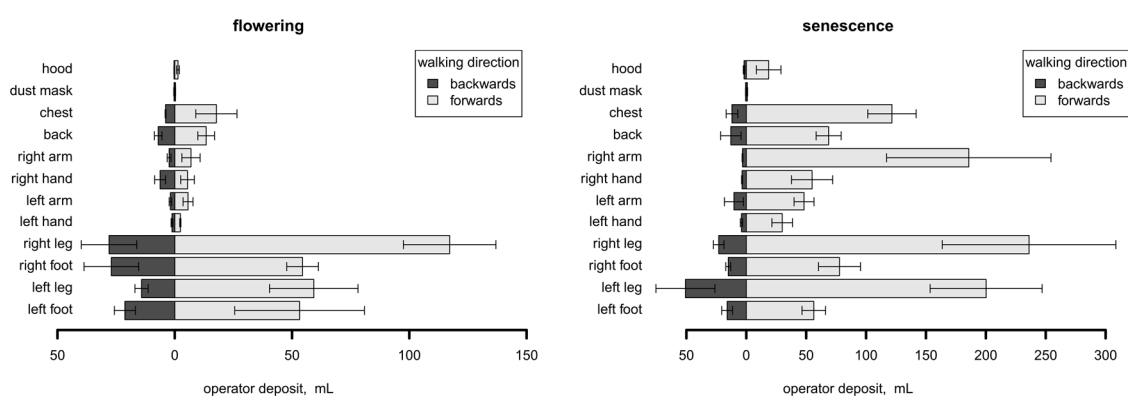 flowering
walking direction
backwards
forwards
hood
dust mask
chest
back
right arm
right hand
left arm
left hand
right leg
right foot
left leg
left foot
50 0 50 100 150
operator deposit, mL
senescence
walking direction
backwards
forwards
hood
dust mask
chest
back
right arm
right hand
left arm
left hand
right leg
right foot
left leg
left foot
50 0 50 100 150 200 250 300
operator deposit, mL